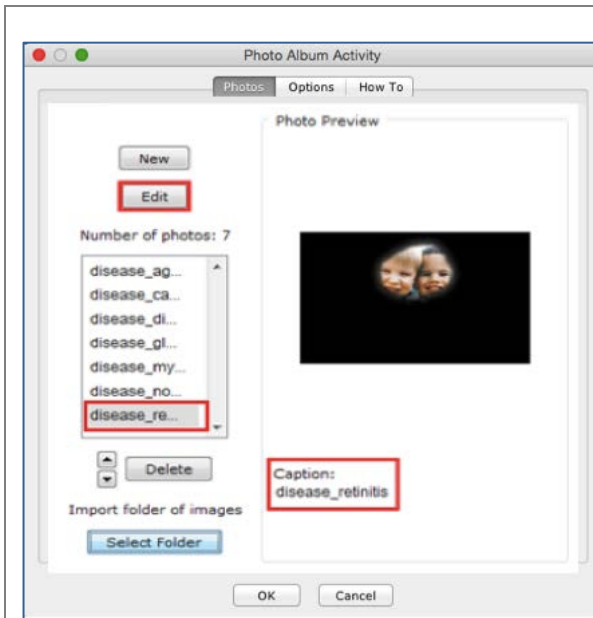 Photo Album Activity
Photos Options How To
New
Edit
Number of photos: 7
disease_ag...
disease_ca...
disease_di...
disease_gl...
disease_my...
disease_no...
disease_re...
Delete
Import folder of images
Select Folder
Photo Preview
Caption:
disease_retinitis
OK Cancel